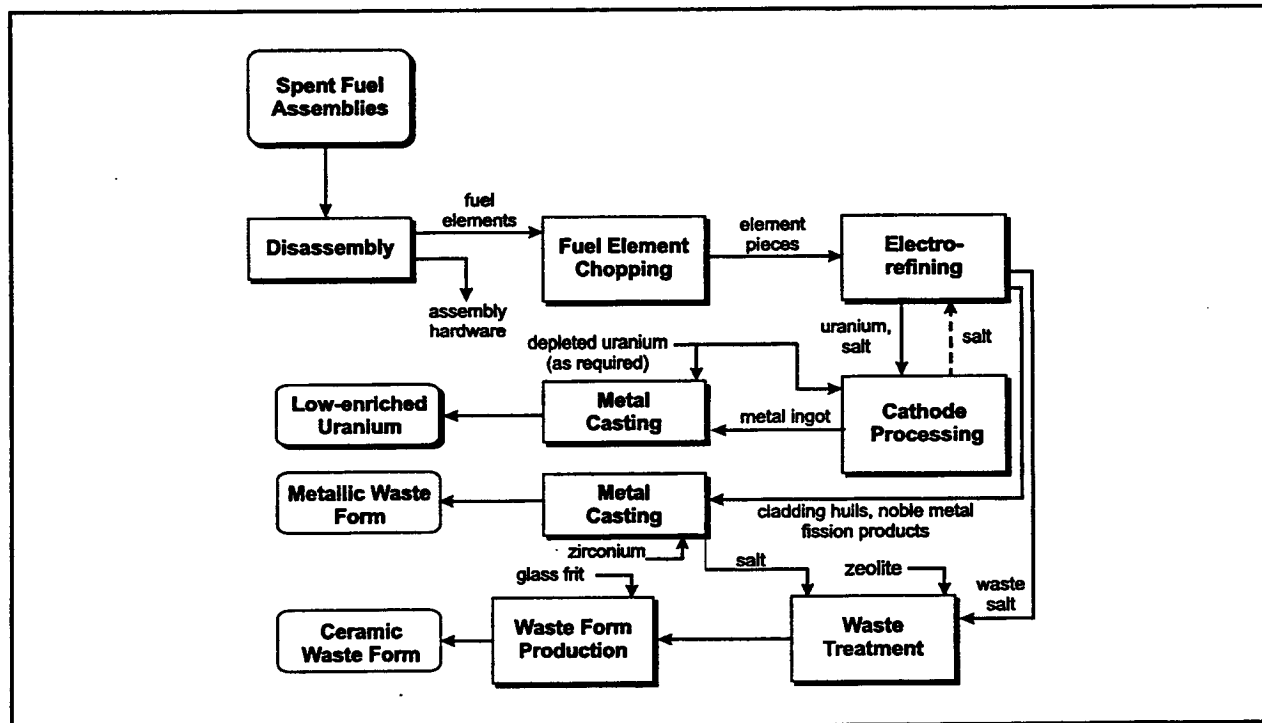 Spent Fuel
Assemblies
fuel
elements
Disassembly
assembly
hardware
Fuel Element
Chopping
element
pieces
Electro-
refining
uranium,
salt
salt
depleted uranium
(as required)
Low-enriched
Uranium
Metal
Casting
metal ingot
Cathode
Processing
Metallic Waste
Form
Metal
Casting
cladding hulls, noble metal
fission products
zirconium
salt
zeolite
waste
salt
glass frit
Ceramic
Waste Form
Waste Form
Production
Waste
Treatment